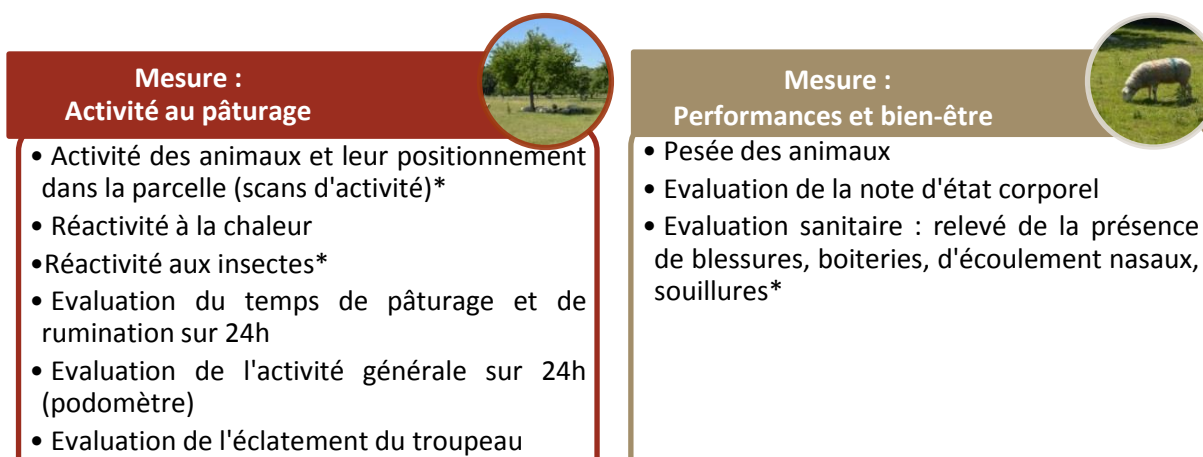 Mesure :
Activité au pâturage
• Activité des animaux et leur positionnement
dans la parcelle (scans d'activité)*
• Réactivité à la chaleur
•Réactivité aux insectes*
• Evaluation du temps de pâturage et de
rumination sur 24h
• Evaluation de l'activité générale sur 24h
(podomètre)
• Evaluation de l'éclatement du troupeau
Mesure :
Performances et bien-être
• Pesée des animaux
• Evaluation de la note d'état corporel
• Evaluation sanitaire : relevé de la présence
de blessures, boiteries, d'écoulement nasaux,
souillures*